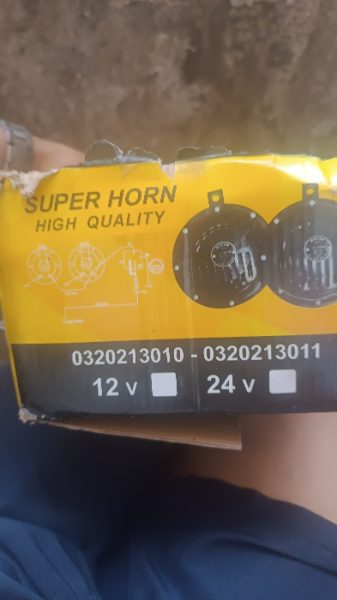 SUPER HORN
HIGH QUALITY
0320213010 - 0320213011
12 V 24 V